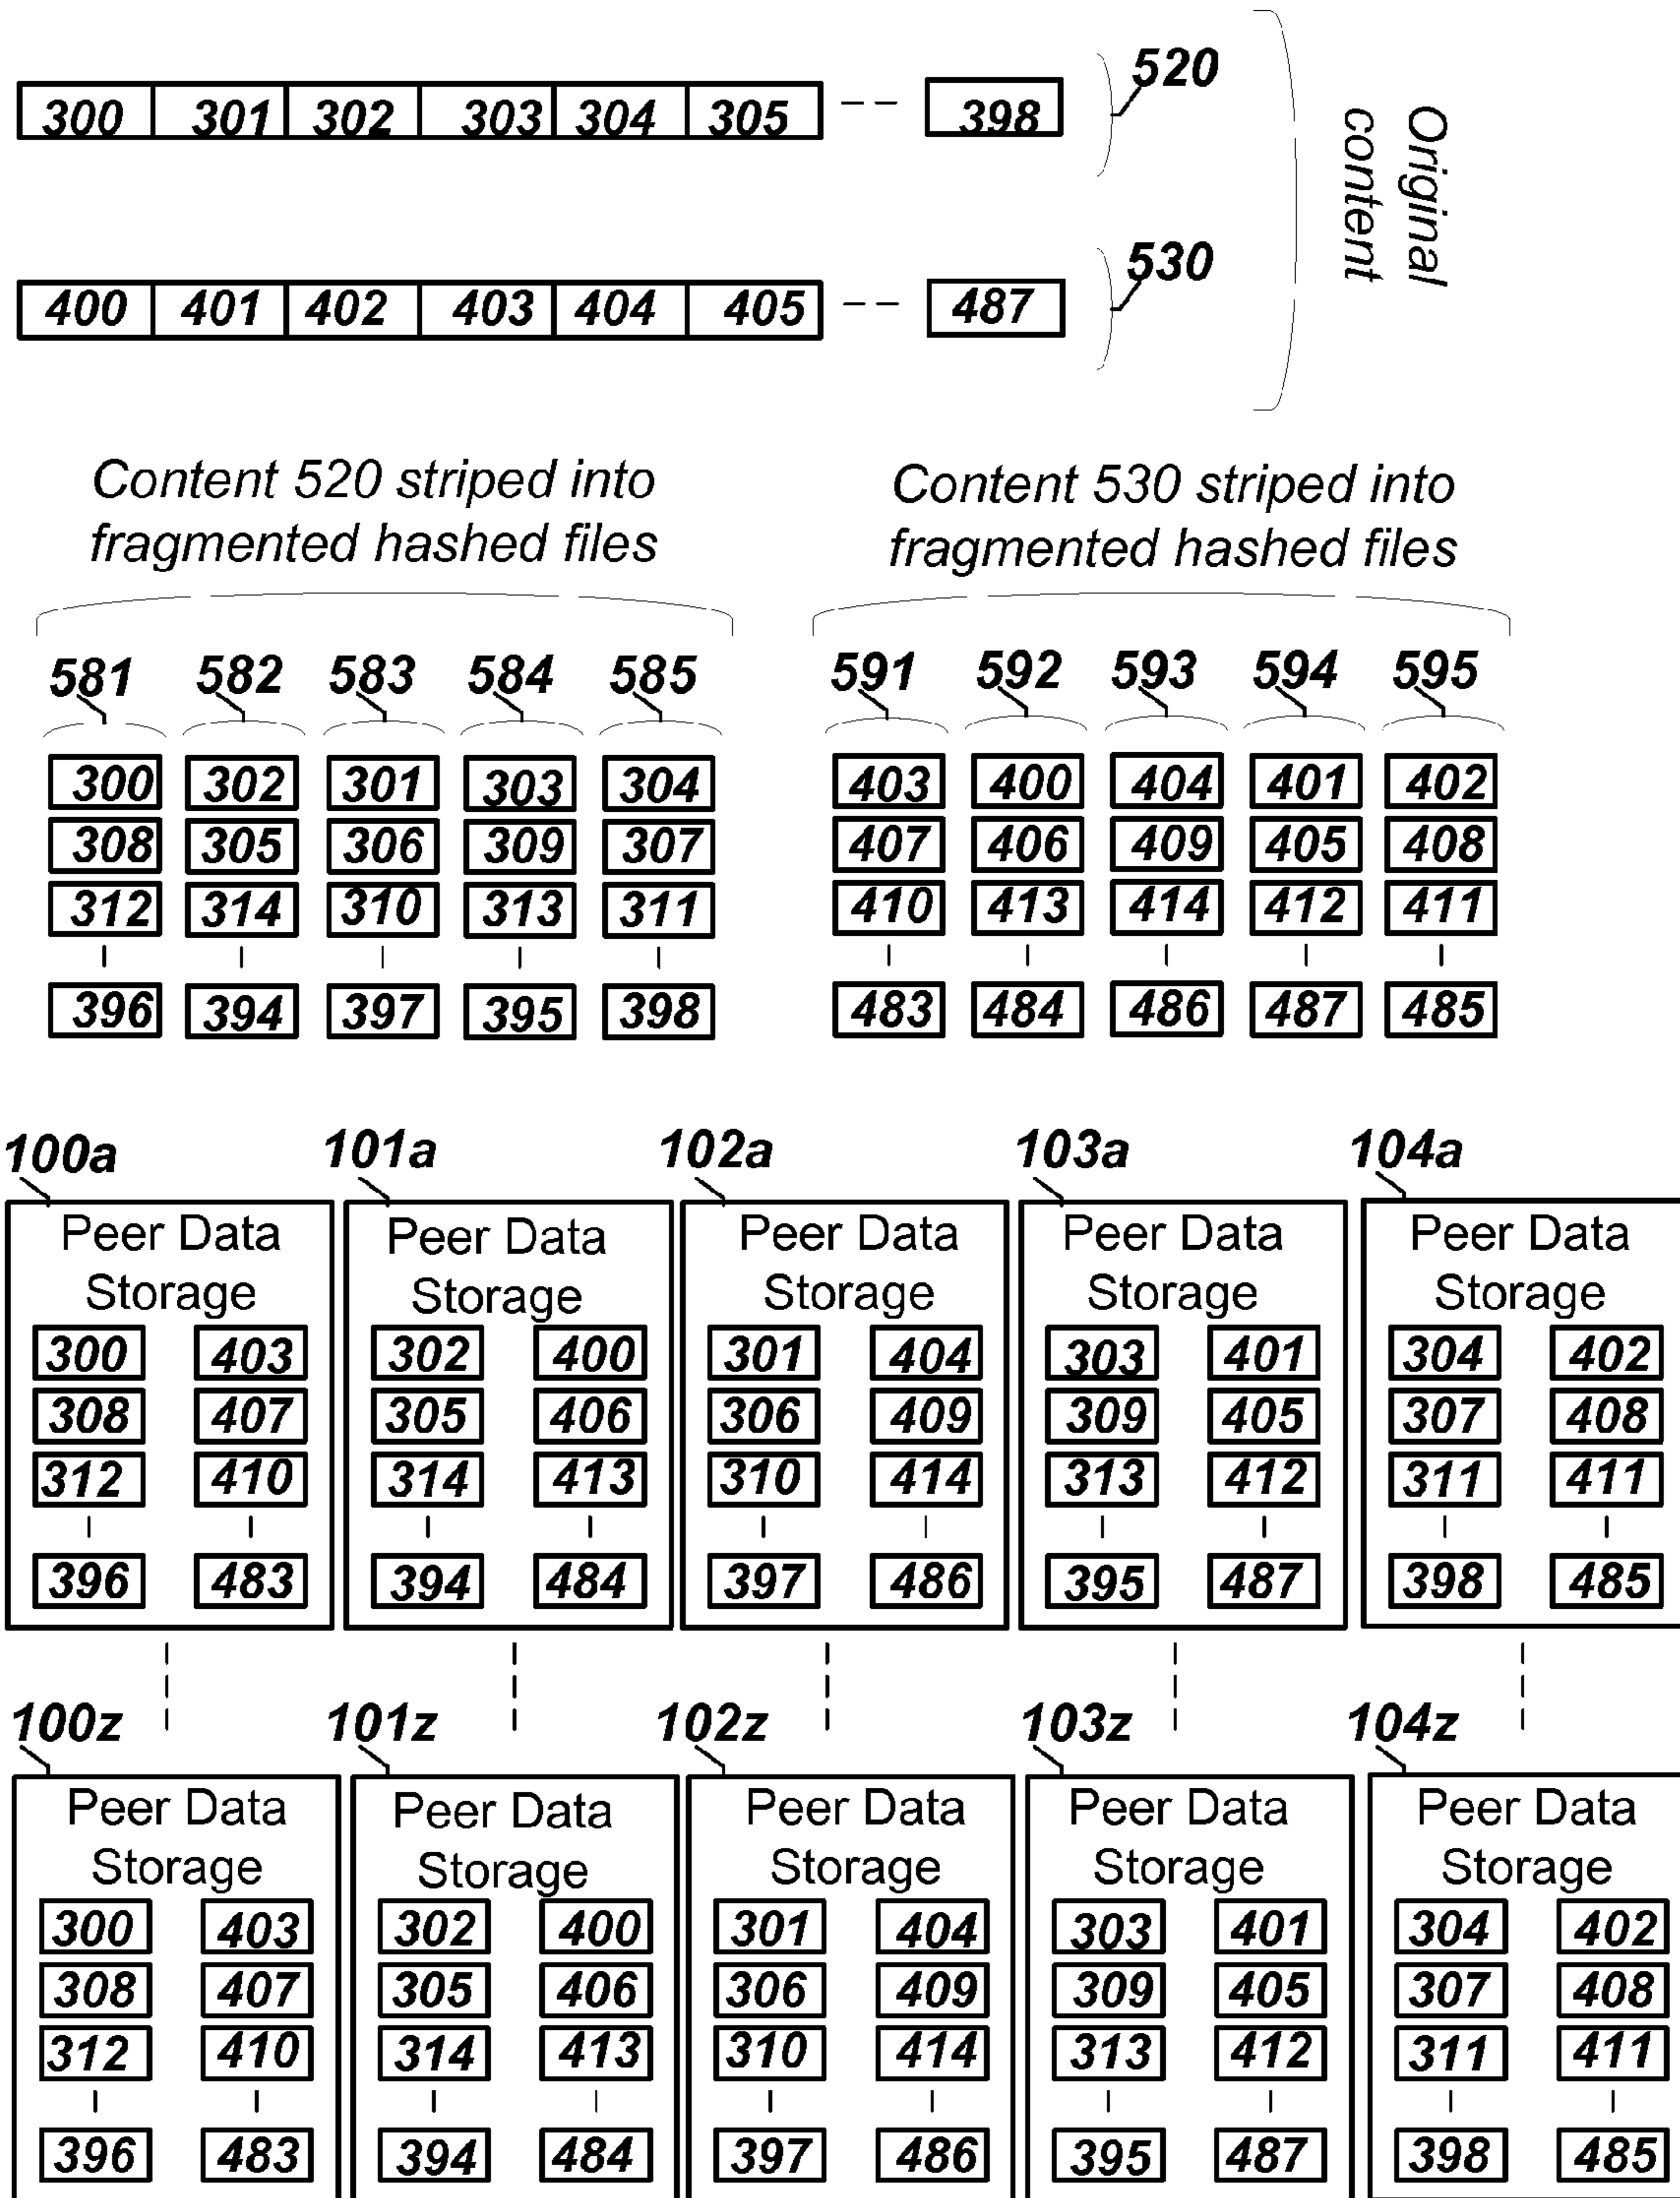 520
300 301 302 303 304 305 398
Original
content
530
400 401 402 403 404 405 487
Content 520 striped into
fragmented hashed files
Content 530 striped into
fragmented hashed files
581 582 583 584 585 591 592 593 594 595
300 302 301 303 304 403 400 404 401 402
308 305 306 309 307 407 406 409 405 408
312 314 310 313 311 410 413 414 412 411
396 394 397 395 398 483 484 486 487 485
100a 101a 102a 103a 104a
Peer Data Peer Data Peer Data Peer Data Peer Data
Storage Storage Storage Storage Storage
300 403 302 400 301 404 303 401 304 402
308 407 305 406 306 409 309 405 307 408
312 410 314 413 310 414 313 412 311 411
396 483 394 484 397 486 395 487 398 485
100z 101z 102z 103z 104z
Peer Data Peer Data Peer Data Peer Data Peer Data
Storage Storage Storage Storage Storage
300 403 302 400 301 404 303 401 304 402
308 407 305 406 306 409 309 405 307 408
312 410 314 413 310 414 313 412 311 411
396 483 394 484 397 486 395 487 398 485